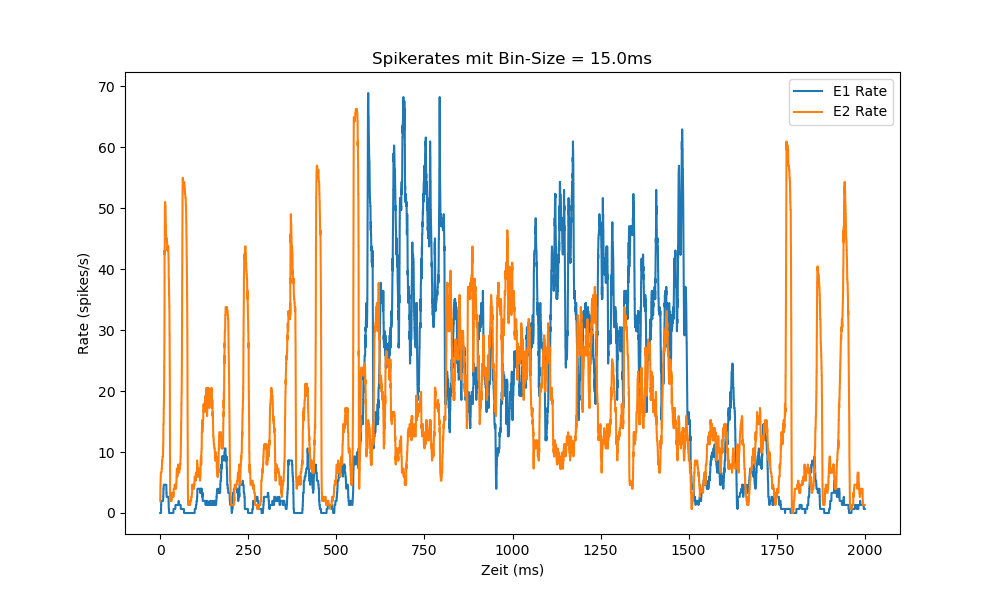 Spikerates mit Bin-Size = 15.0ms
E1 Rate
E2 Rate
Rate (spikes/s)
70
60
50
40
30
20
10
0
0 250 500 750 1000 1250 1500 1750 2000
Zeit (ms)